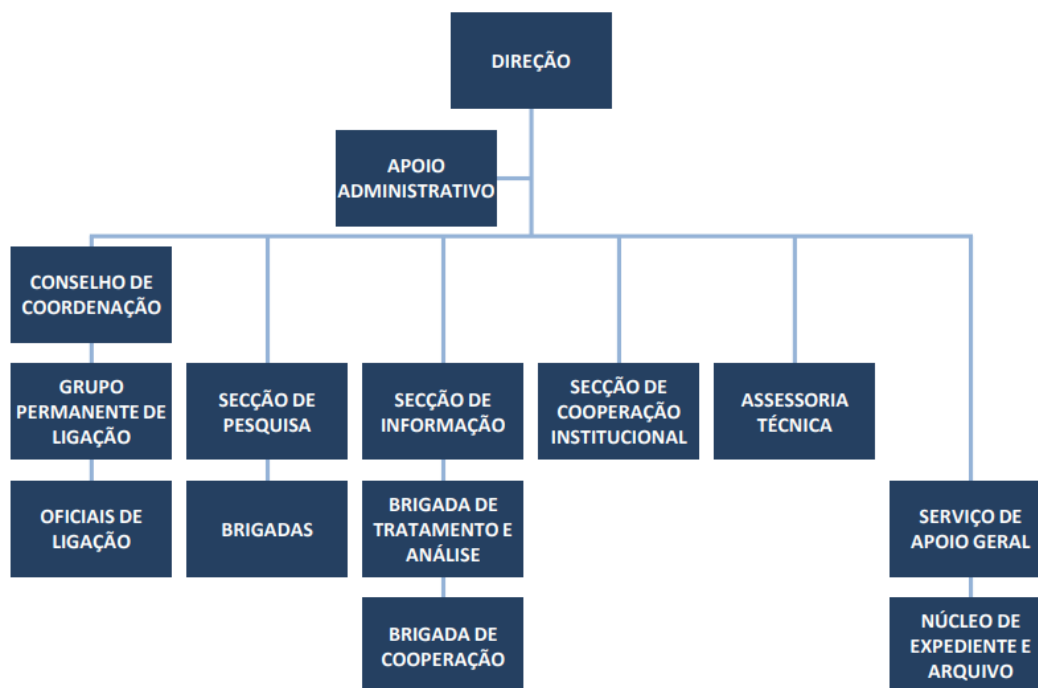 DIREÇÃO
APOIO
ADMINISTRATIVO
CONSELHO DE
COORDENAÇÃO
GRUPO
PERMANENTE DE
LIGAÇÃO
SECÇÃO DE
PESQUISA
SECÇÃO DE
INFORMAÇÃO
SECÇÃO DE
COOPERAÇÃO
INSTITUCIONAL
ASSESSORIA
TÉCNICA
OFICIAIS DE
LIGAÇÃO
BRIGADAS
BRIGADA DE
TRATAMENTO E
ANÁLISE
SERVIÇO DE
APOIO GERAL
BRIGADA DE
COOPERAÇÃO
NÚCLEO DE
EXPEDIENTE E
ARQUIVO